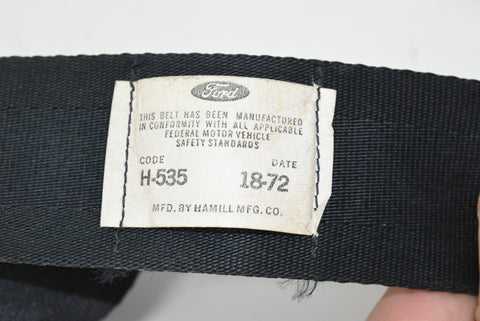 Ford
THIS BELT HAS BEEN MANUFACTURED
IN CONFORMITY WITH ALL APPLICABLE
FEDERAL MOTOR VEHICLE
SAFETY STANDARDS
CODE DATE
H-535 18-72
MFD. BY HAMILL MFG. CO.